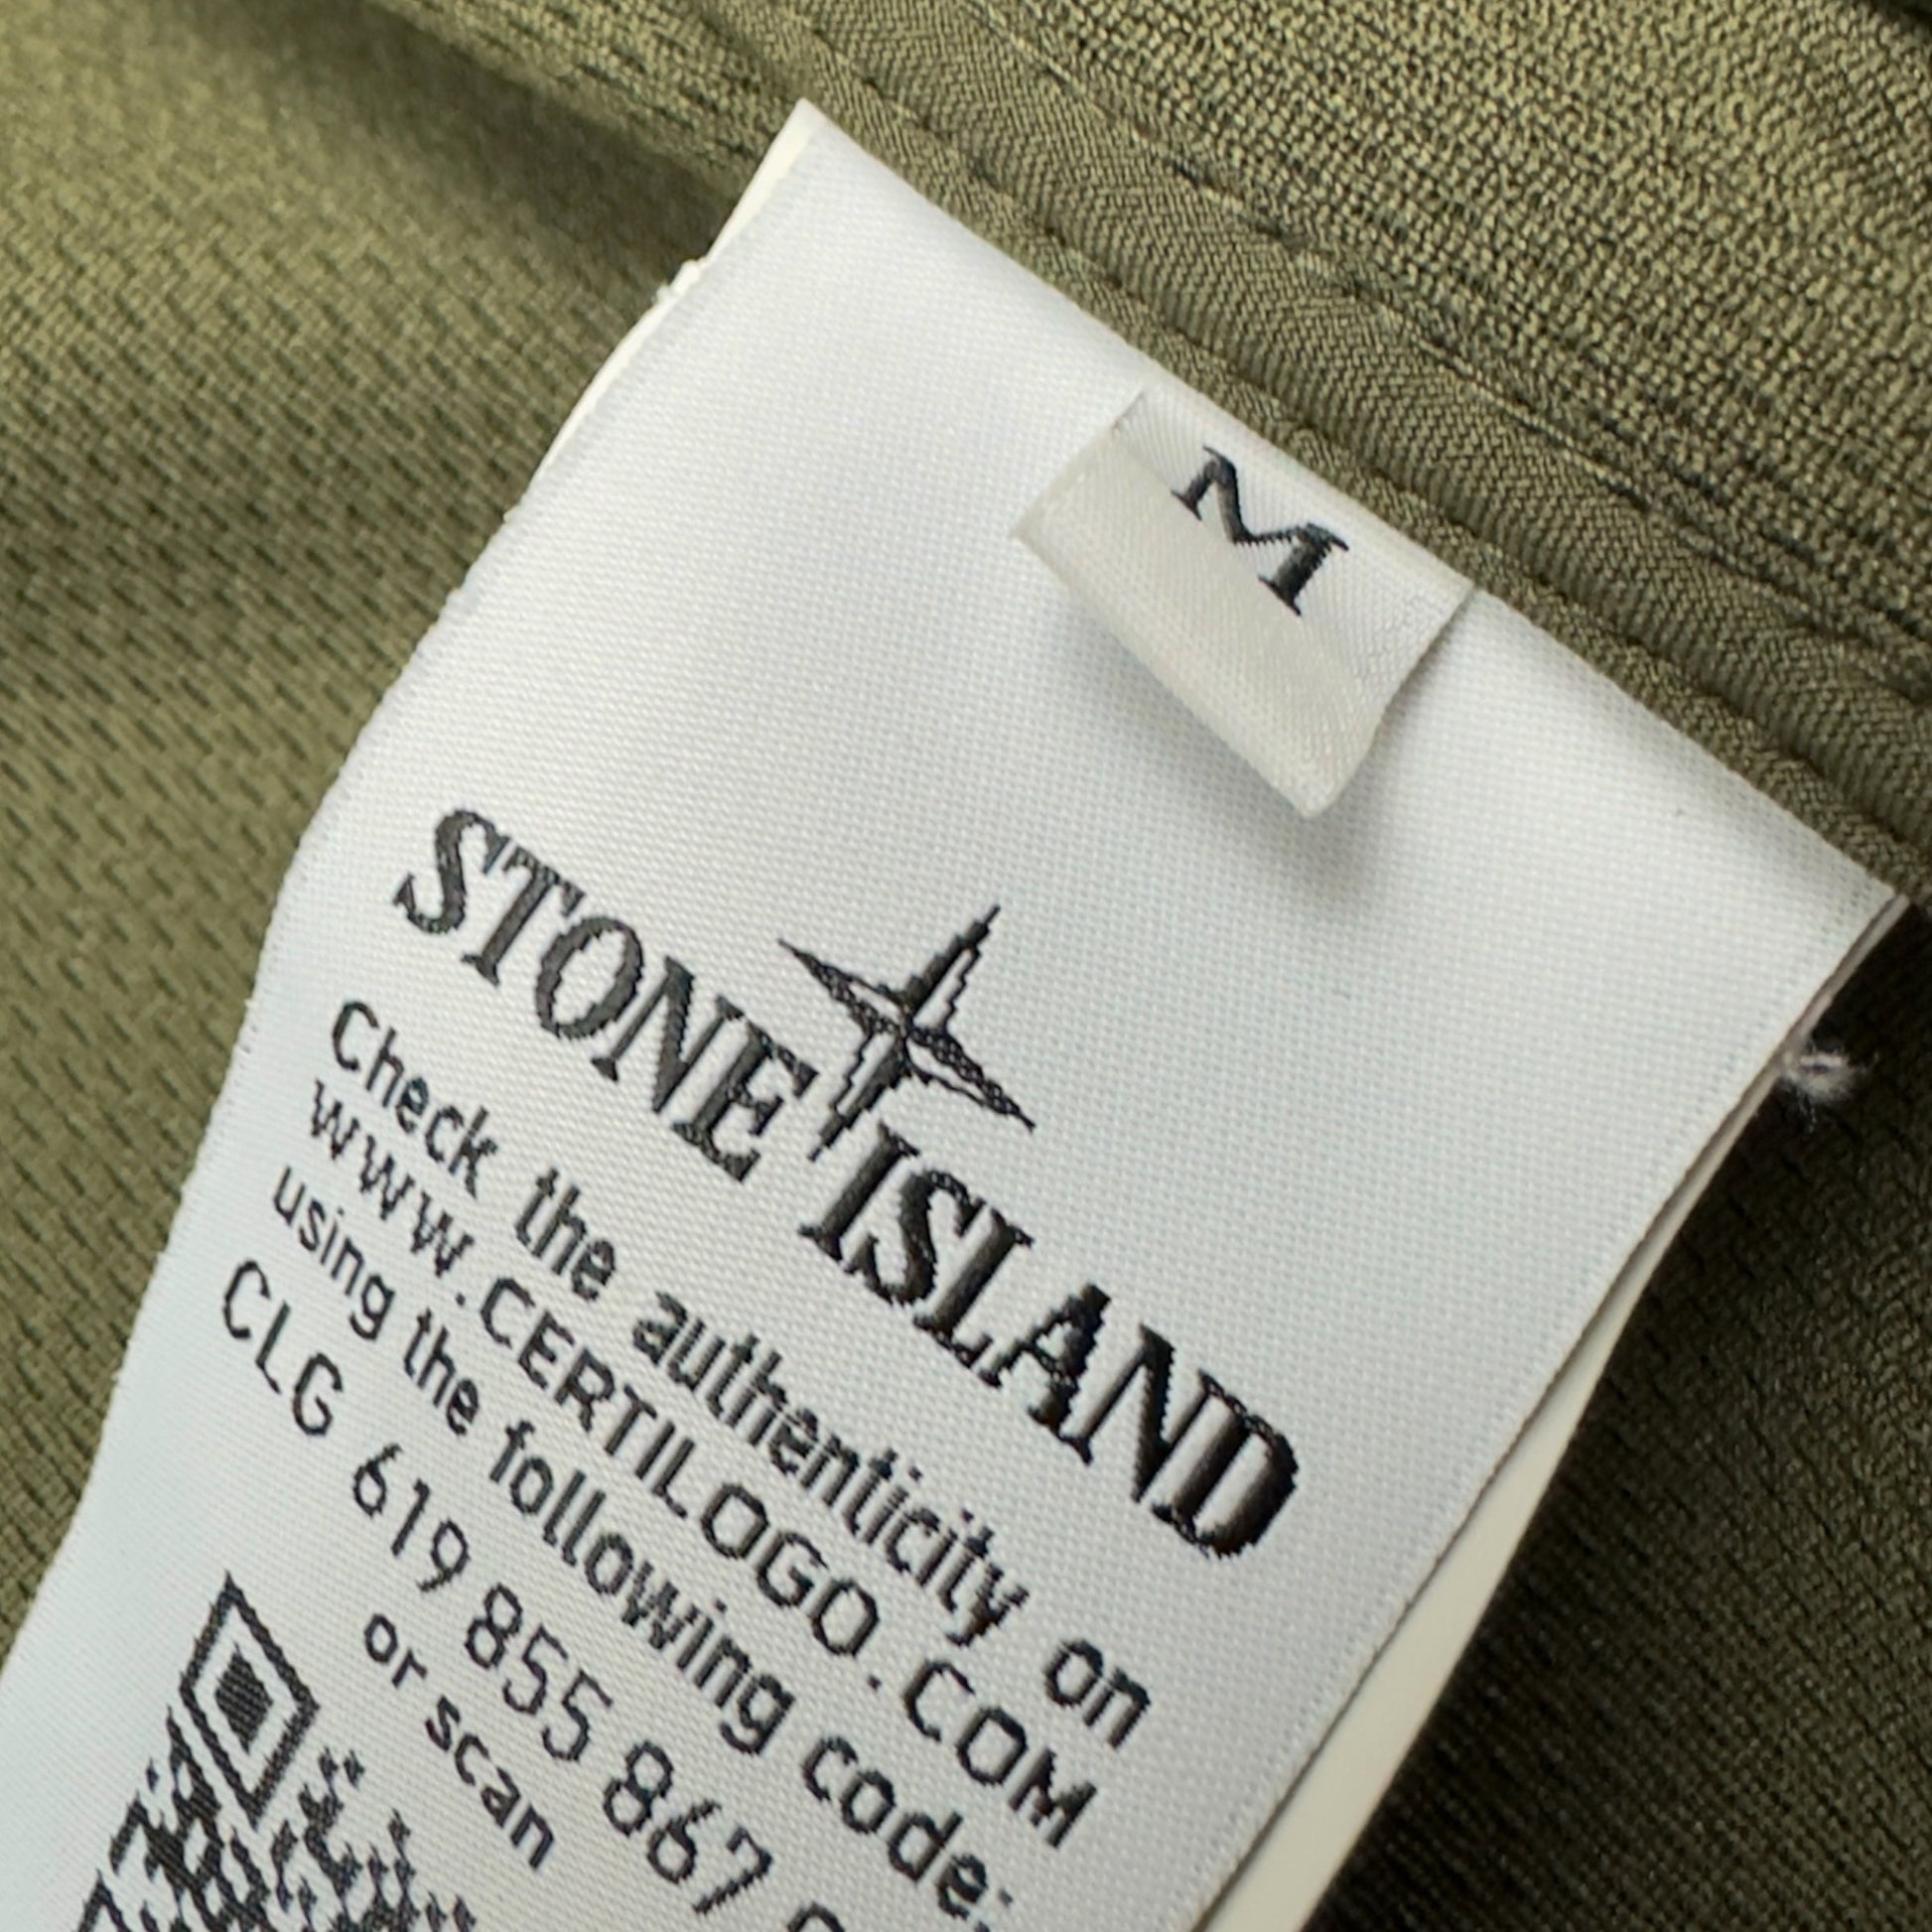 M
STONE ISLAND
Check the authenticity on
WWW.CERTILOGO.COM
using the following code:
CLG 619 855 867
or scan